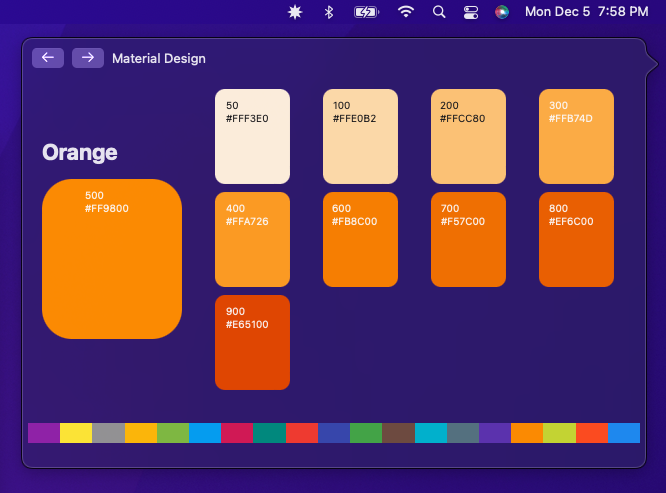 Mon Dec 5 7:58 PM
Material Design
Orange
500
#FF9800
50
#FFF3E0
100
#FFE0B2
200
#FFCC80
300
#FFB74D
400
#FFA726
600
#FB8C00
700
#F57C00
800
#EF6C00
900
#E65100